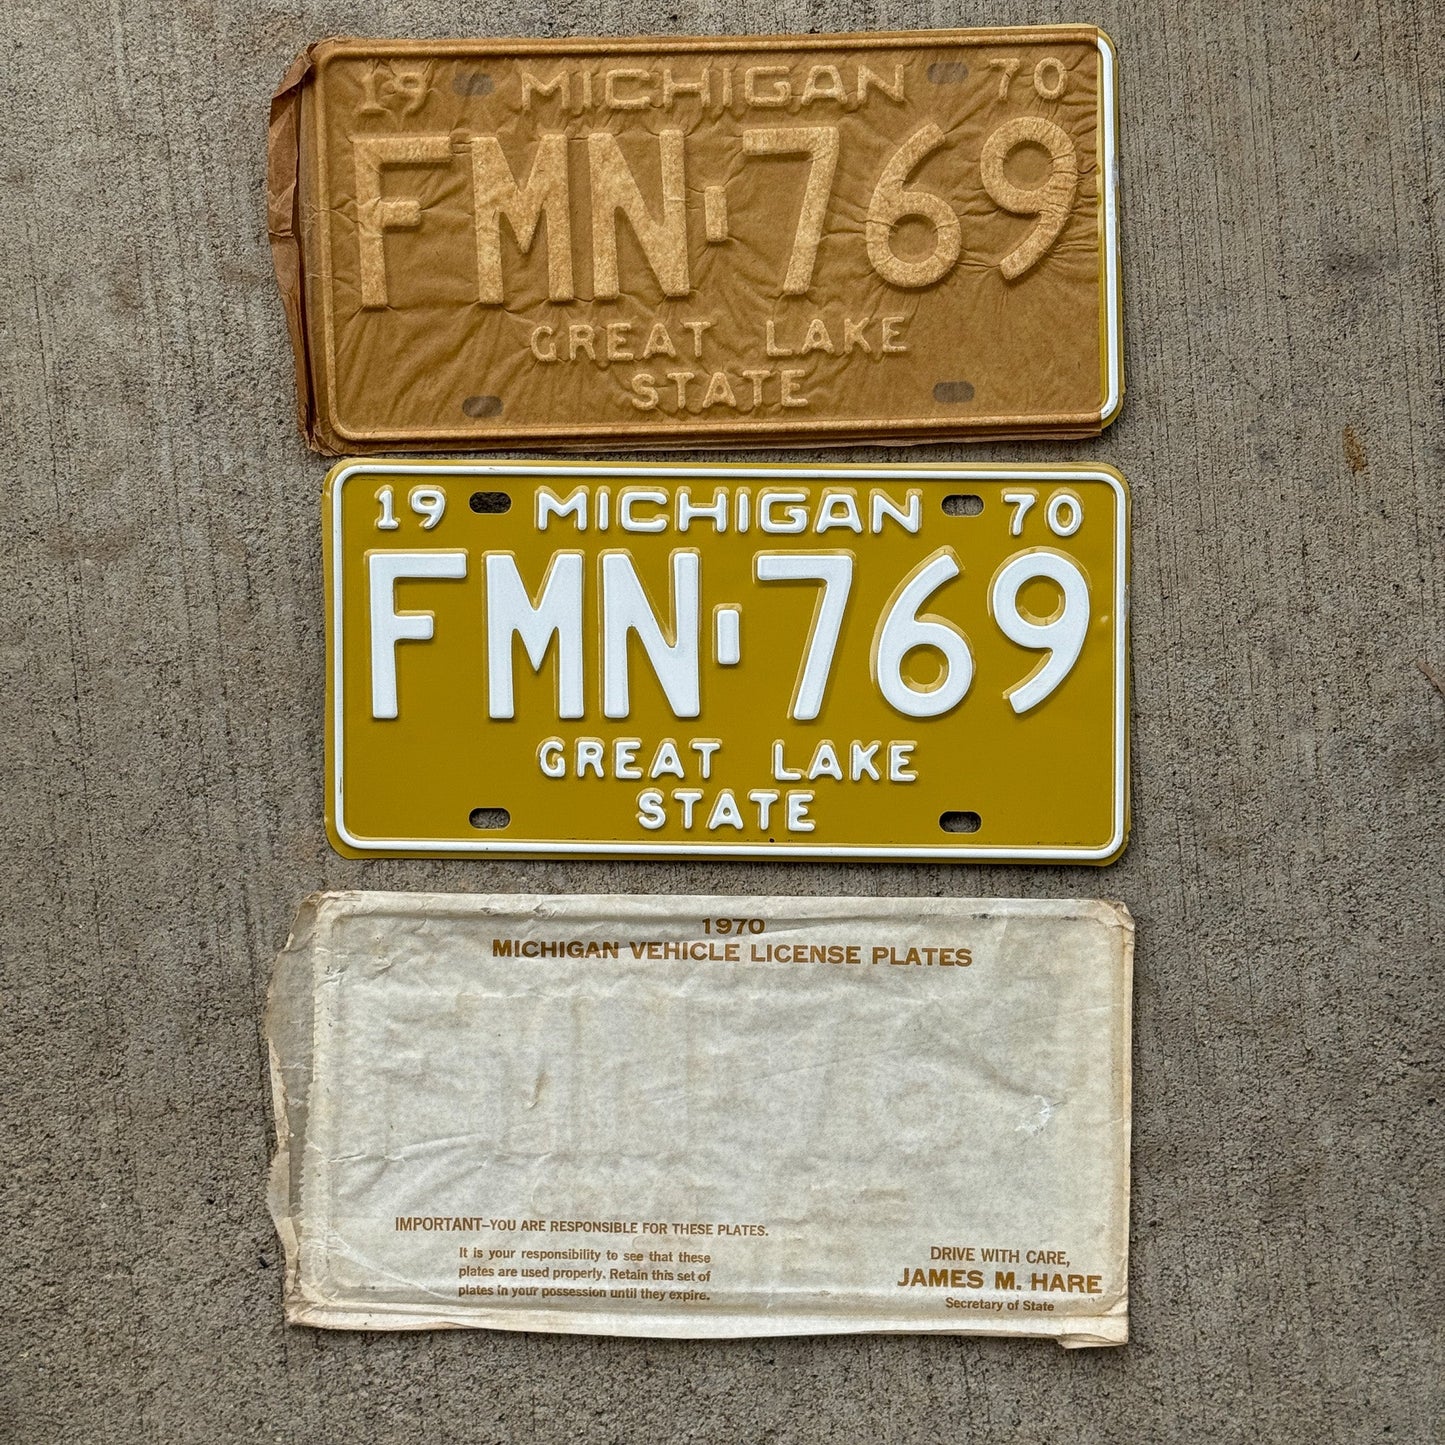 19 MICHIGAN 70
FMN-769
GREAT LAKE
STATE
19 MICHIGAN 70
FMN-769
GREAT LAKE
STATE
1970
MICHIGAN VEHICLE LICENSE PLATES
IMPORTANT–YOU ARE RESPONSIBLE FOR THESE PLATES.
It is your responsibility to see that these
plates are used properly. Retain this set of
plates in your possession until they expire.
DRIVE WITH CARE,
JAMES M. HARE
Secretary of State